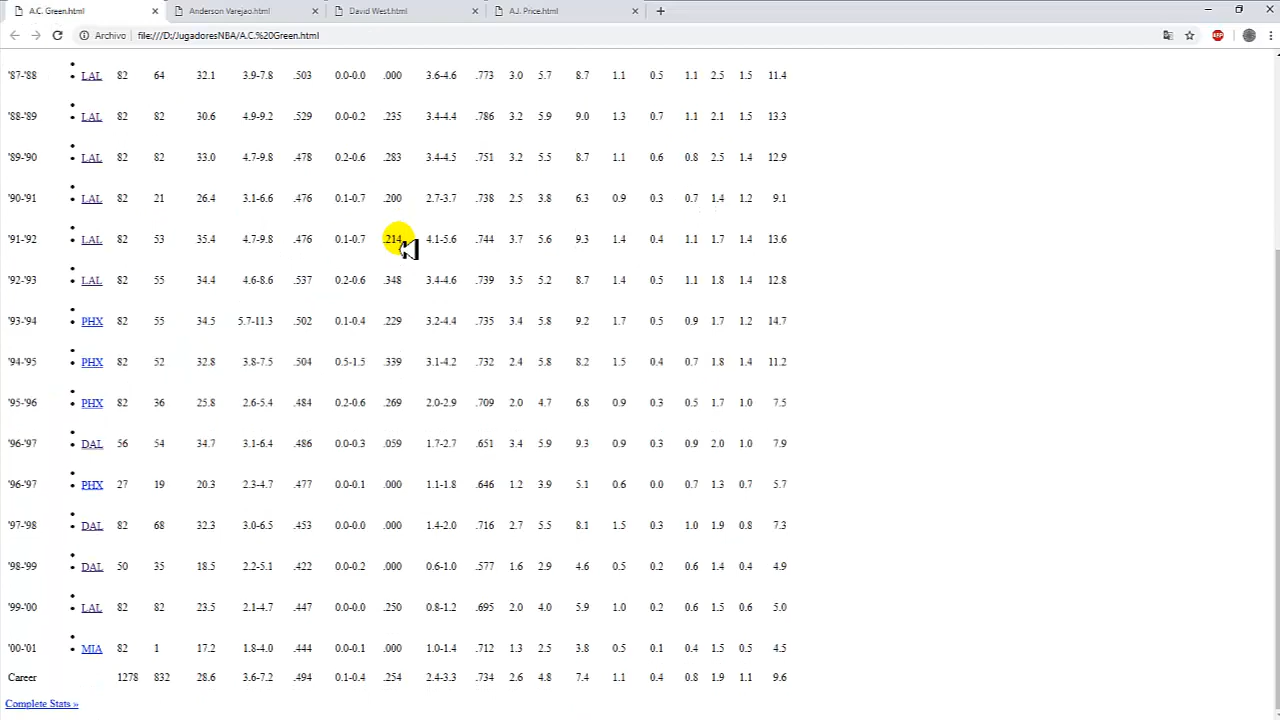 A.C. Green.html Anderson Varejao.html David West.html A.J. Price.html
Archivo file:///D:/JugadoresNBA/A.C.%20Green.html
'87-'88 LAL 82 64 32.1 3.9-7.8 .503 0.0-0.0 .000 3.6-4.6 .773 3.0 5.7 8.7 1.1 0.5 1.1 2.5 1.5 11.4
'88-'89 LAL 82 82 30.6 4.9-9.2 .529 0.0-0.2 .235 3.4-4.4 .786 3.2 5.9 9.0 1.3 0.7 1.1 2.1 1.5 13.3
'89-'90 LAL 82 82 33.0 4.7-9.8 .478 0.2-0.6 .283 3.4-4.5 .751 3.2 5.5 8.7 1.1 0.6 0.8 2.5 1.4 12.9
'90-'91 LAL 82 21 26.4 3.1-6.6 .476 0.1-0.7 .200 2.7-3.7 .738 2.5 3.8 6.3 0.9 0.3 0.7 1.4 1.2 9.1
'91-'92 LAL 82 53 35.4 4.7-9.8 .476 0.1-0.7 .214 4.1-5.6 .744 3.7 5.6 9.3 1.4 0.4 1.1 1.7 1.4 13.6
'92-'93 LAL 82 55 34.4 4.6-8.6 .537 0.2-0.6 .348 3.4-4.6 .739 3.5 5.2 8.7 1.4 0.5 1.1 1.8 1.4 12.8
'93-'94 PHX 82 55 34.5 5.7-11.3 .502 0.1-0.4 .229 3.2-4.4 .735 3.4 5.8 9.2 1.7 0.5 0.9 1.7 1.2 14.7
'94-'95 PHX 82 52 32.8 3.8-7.5 .504 0.5-1.5 .339 3.1-4.2 .732 2.4 5.8 8.2 1.5 0.4 0.7 1.8 1.4 11.2
'95-'96 PHX 82 36 25.8 2.6-5.4 .484 0.2-0.6 .269 2.0-2.9 .709 2.0 4.7 6.8 0.9 0.3 0.5 1.7 1.0 7.5
'96-'97 DAL 56 54 34.7 3.1-6.4 .486 0.0-0.3 .059 1.7-2.7 .651 3.4 5.9 9.3 0.9 0.3 0.9 2.0 1.0 7.9
'96-'97 PHX 27 19 20.3 2.3-4.7 .477 0.0-0.1 .000 1.1-1.8 .646 1.2 3.9 5.1 0.6 0.0 0.7 1.3 0.7 5.7
'97-'98 DAL 82 68 32.3 3.0-6.5 .453 0.0-0.0 .000 1.4-2.0 .716 2.7 5.5 8.1 1.5 0.3 1.0 1.9 0.8 7.3
'98-'99 DAL 50 35 18.5 2.2-5.1 .422 0.0-0.2 .000 0.6-1.0 .577 1.6 2.9 4.6 0.5 0.2 0.6 1.4 0.4 4.9
'99-'00 LAL 82 82 23.5 2.1-4.7 .447 0.0-0.0 .250 0.8-1.2 .695 2.0 4.0 5.9 1.0 0.2 0.6 1.5 0.6 5.0
'00-'01 MIA 82 1 17.2 1.8-4.0 .444 0.0-0.1 .000 1.0-1.4 .712 1.3 2.5 3.8 0.5 0.1 0.4 1.5 0.5 4.5
Career 1278 832 28.6 3.6-7.2 .494 0.1-0.4 .254 2.4-3.3 .734 2.6 4.8 7.4 1.1 0.4 0.8 1.9 1.1 9.6
Complete Stats »